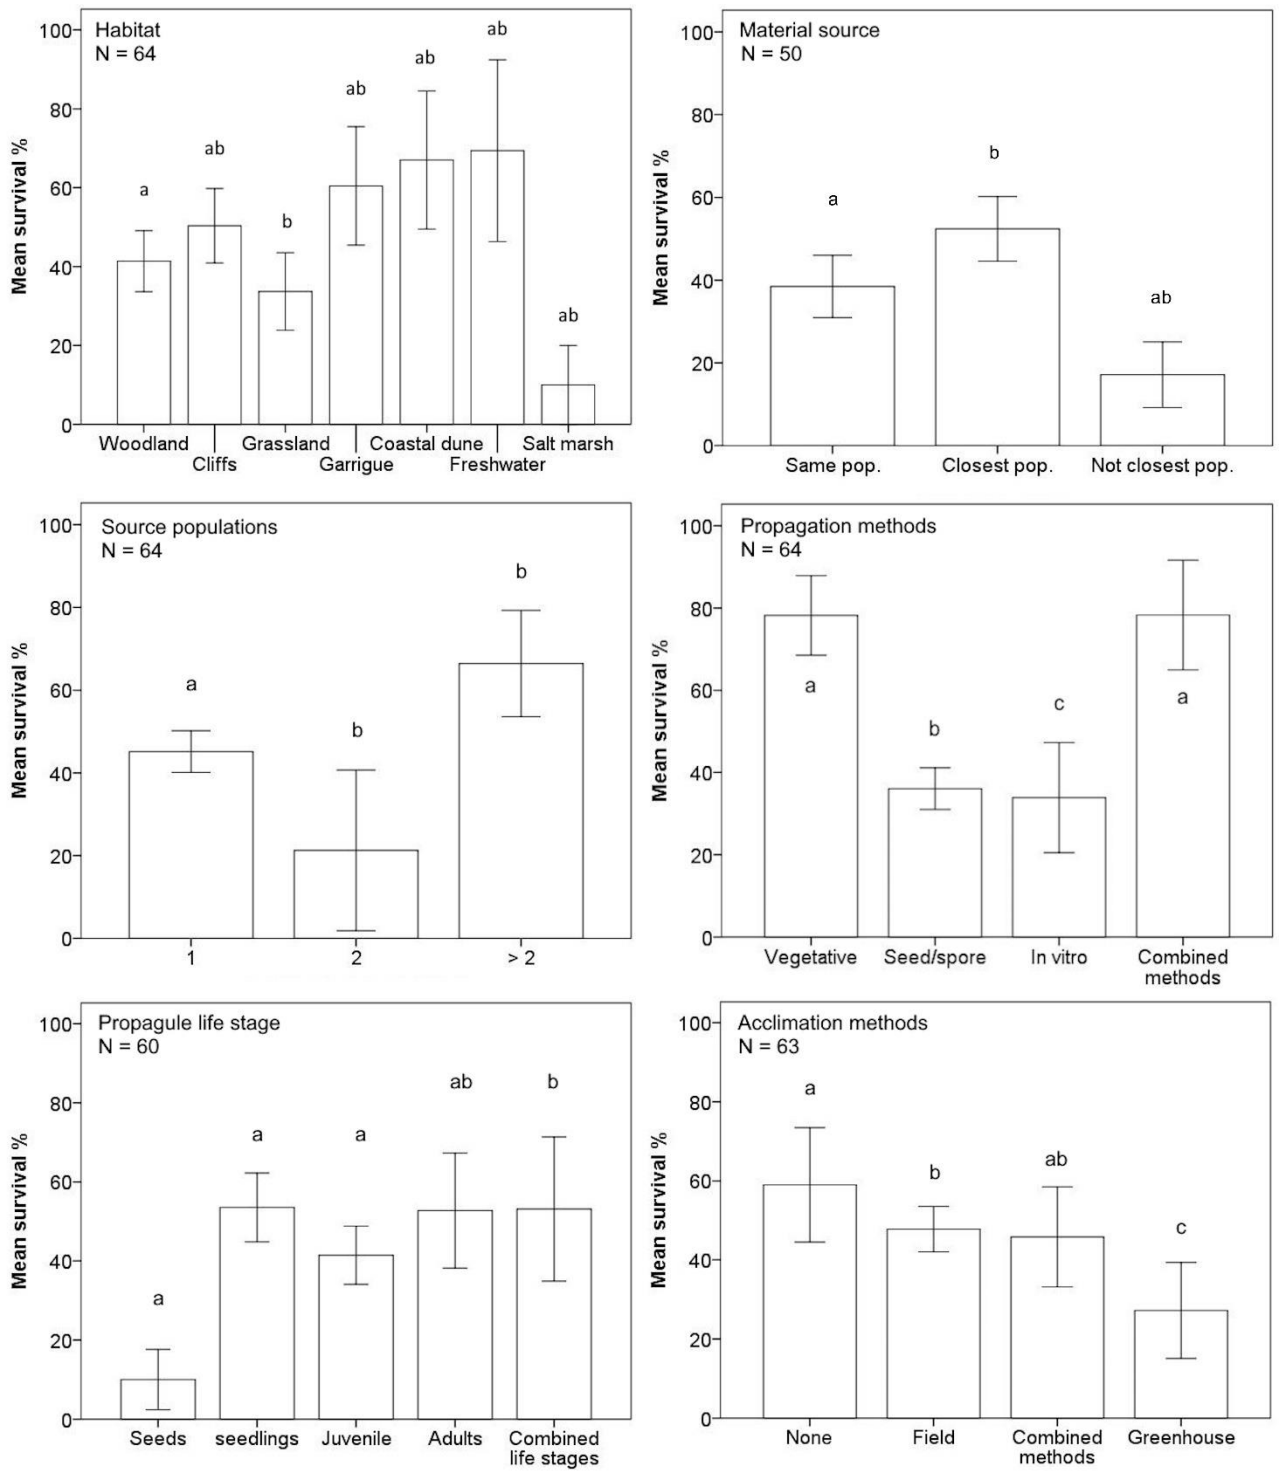 Habitat
N = 64
Mean survival %
100
80
60
40
20
0
a
ab
b
ab
ab
ab
ab
Woodland
Cliffs
Grassland
Garrigue
Coastal dune
Freshwater
Salt marsh
Material source
N = 50
Mean survival %
100
80
60
40
20
0
a
b
ab
Same pop.
Closest pop.
Not closest pop.
Source populations
N = 64
Mean survival %
100
80
60
40
20
0
a
b
b
1
2
> 2
Propagation methods
N = 64
Mean survival %
100
80
60
40
20
0
a
b
c
a
Vegetative
Seed/spore
In vitro
Combined
methods
Propagule life stage
N = 60
Mean survival %
100
80
60
40
20
0
a
a
a
ab
b
Seeds
seedlings
Juvenile
Adults
Combined
life stages
Acclimation methods
N = 63
Mean survival %
100
80
60
40
20
0
a
b
ab
c
None
Field
Combined
methods
Greenhouse